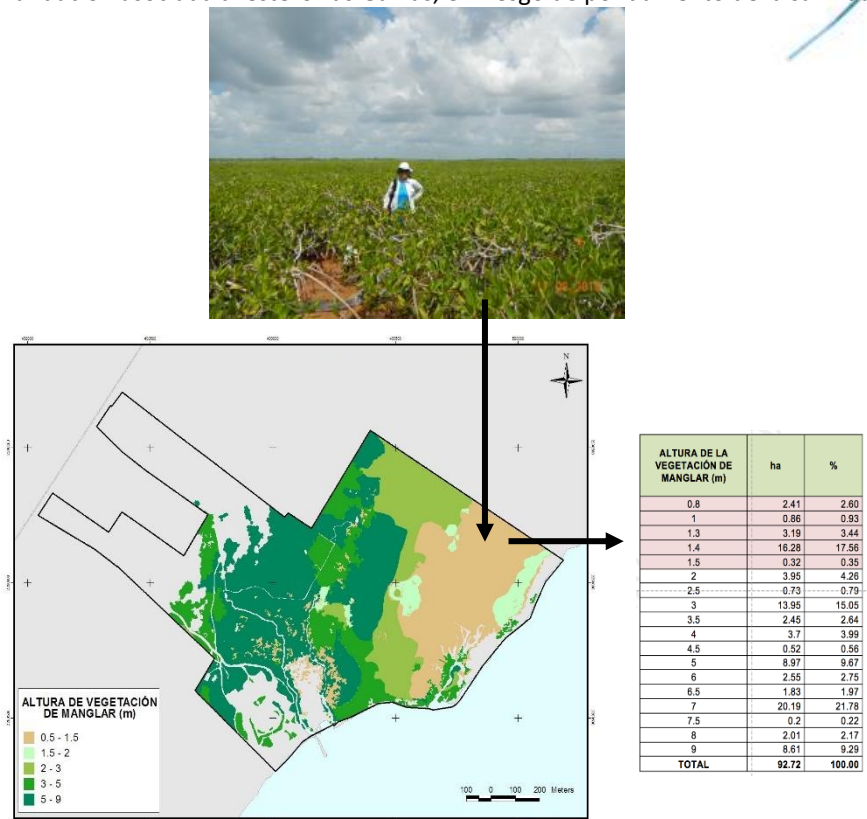 ALTURA DE LA VEGETACIÓN DE MANGLAR (m) ha %
0.8 2.41 2.60
1 0.86 0.93
1.3 3.19 3.44
1.4 16.28 17.56
1.5 0.32 0.35
2 3.95 4.26
2.5 0.73 0.79
3 13.95 15.05
3.5 2.45 2.64
4 3.7 3.99
4.5 0.52 0.56
5 8.97 9.67
6 2.55 2.75
6.5 1.83 1.97
7 20.19 21.78
7.5 0.2 0.22
8 2.01 2.17
9 8.61 9.29
TOTAL 92.72 100.00
N
ALTURA DE VEGETACIÓN
DE MANGLAR (m)
0.5 - 1.5
1.5 - 2
2 - 3
3 - 5
5 - 9
100 0 100 200 Meters